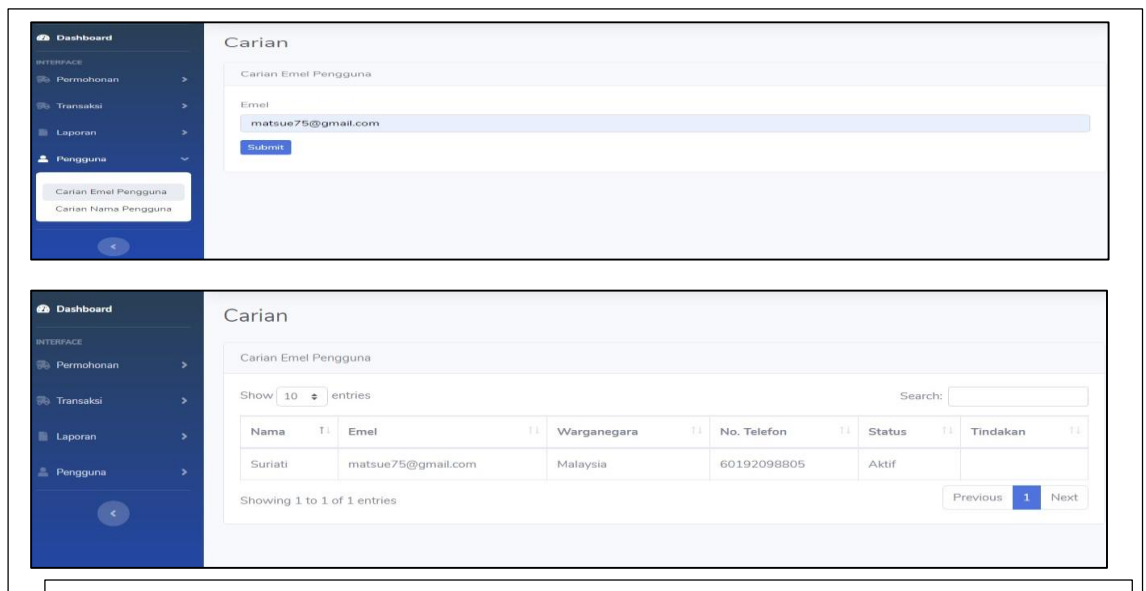 Dashboard
Carian
INTERFACE
Permohonan
Carian Emel Pengguna
Transaksi
Emel
matsue75@gmail.com
Laporan
Submit
Pengguna
Carian Emel Pengguna
Carian Nama Pengguna
Dashboard
Carian
INTERFACE
Permohonan
Carian Emel Pengguna
Transaksi
Show 10 entries Search:
Laporan
Nama Emel Warganegara No. Telefon Status Tindakan
Pengguna
Suriati matsue75@gmail.com Malaysia 60192098805 Aktif
Showing 1 to 1 of 1 entries Previous 1 Next